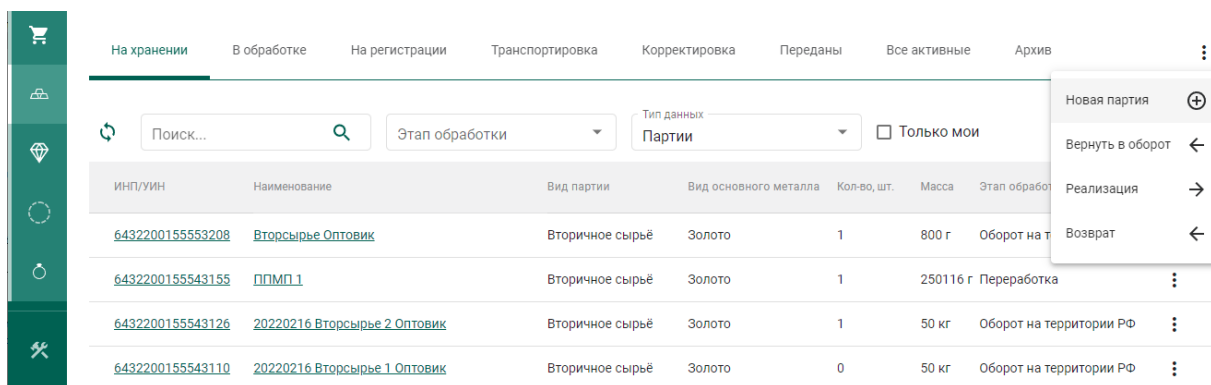 На хранении В обработке На регистрации Транспортировка Корректировка Переданы Все активные Архив
Новая партия
Вернуть в оборот
Реализация
Возврат
Поиск... Этап обработки Тип данных Партии Только мои
ИНП/УИН Наименование Вид партии Вид основного металла Кол-во, шт. Масса Этап обработ
6432200155553208 Вторсырье Оптовик Вторичное сырьё Золото 1 800 г Оборот на т
6432200155543155 ППМП 1 Вторичное сырьё Золото 1 250116 г Переработка
6432200155543126 20220216 Вторсырье 2 Оптовик Вторичное сырьё Золото 1 50 кг Оборот на территории РФ
6432200155543110 20220216 Вторсырье 1 Оптовик Вторичное сырьё Золото 0 50 кг Оборот на территории РФ